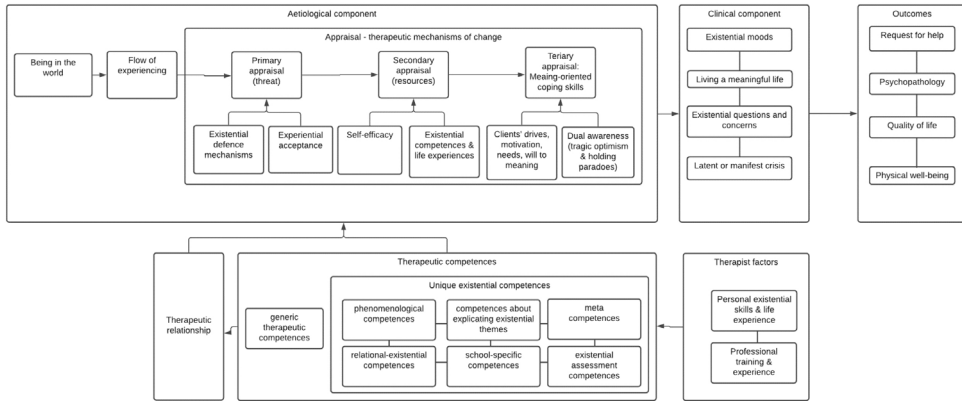 Aetiological component
Appraisal - therapeutic mechanisms of change
Being in the
world
Flow of
experiencing
Primary
appraisal
(threat)
Secondary
appraisal
(resources)
Teriary
appraisal:
Meaing-oriented
coping skills
Existential
defence
mechanisms
Experiential
acceptance
Self-efficacy
Existential
competences &
life experiences
Clients' drives,
motivation,
needs, will to
meaning
Dual awareness
(tragic optimism
& holding
paradoes)
Clinical component
Existential moods
Living a meaningful life
Existential questions and
concerns
Latent or manifest crisis
Outcomes
Request for help
Psychopathology
Quality of life
Physical well-being
Therapeutic
relationship
Therapeutic competences
generic
therapeutic
competences
Unique existential competences
phenomenological
competences
competences about
explicating existential
themes
meta
competences
relational-existential
competences
school-specific
competences
existential
assessment
competences
Therapist factors
Personal existential
skills & life
experience
Professional
training &
experience